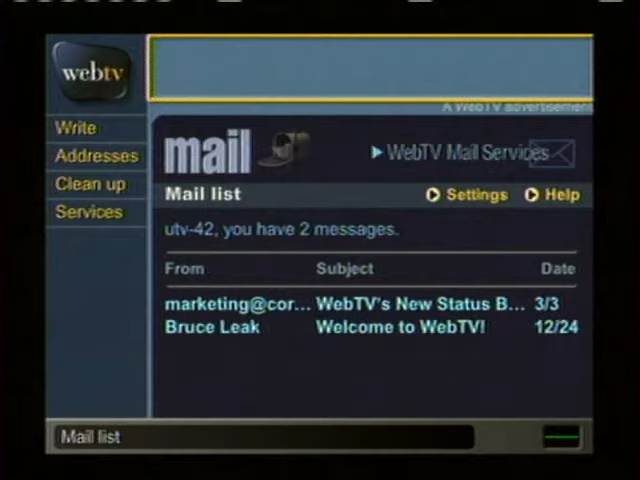 webtv
A WebTV advertisement
Write
Addresses
Clean up
Services
mail
WebTV Mail Services
Mail list
Settings
Help
utv-42, you have 2 messages.
From Subject Date
marketing@cor... WebTV's New Status B... 3/3
Bruce Leak Welcome to WebTV! 12/24
Mail list